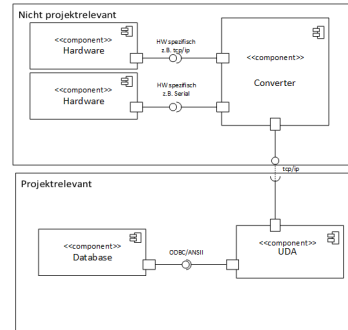 Nicht projektrelevant
<<component>>
Hardware
HW spezifisch
z.B. tcp/ip
<<component>>
Converter
<<component>>
Hardware
HW spezifisch
z.B. Serial
tcp/ip
Projektrelevant
<<component>>
Database
ODBC/ANSII
<<component>>
UDA